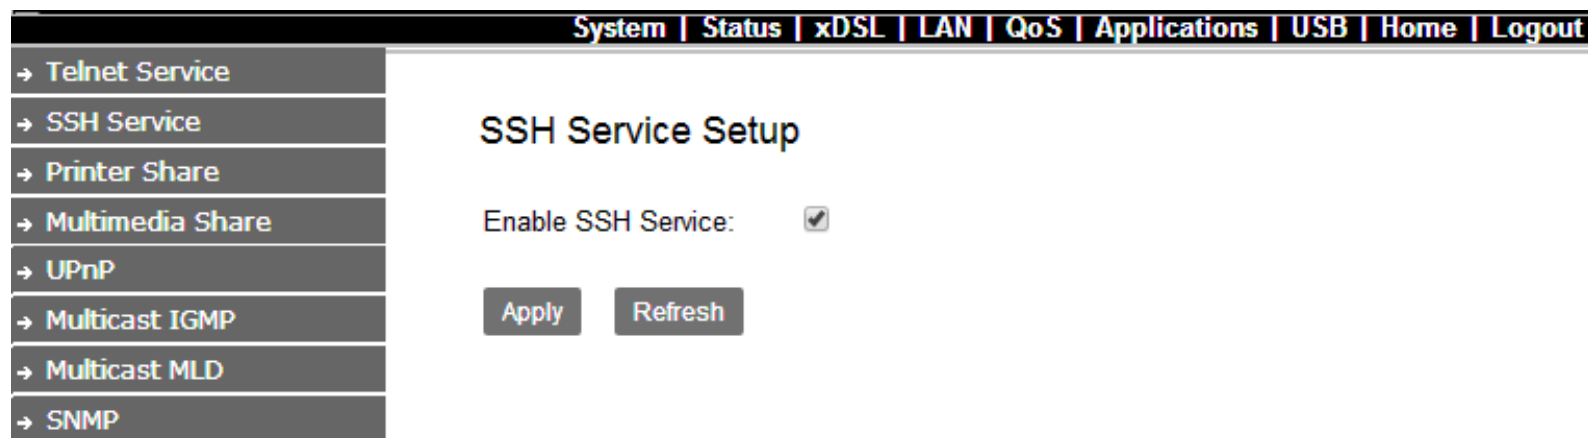 System | Status | xDSL | LAN | QoS | Applications | USB | Home | Logout
Telnet Service
SSH Service
Printer Share
Multimedia Share
UPnP
Multicast IGMP
Multicast MLD
SNMP
SSH Service Setup
Enable SSH Service:
Apply Refresh